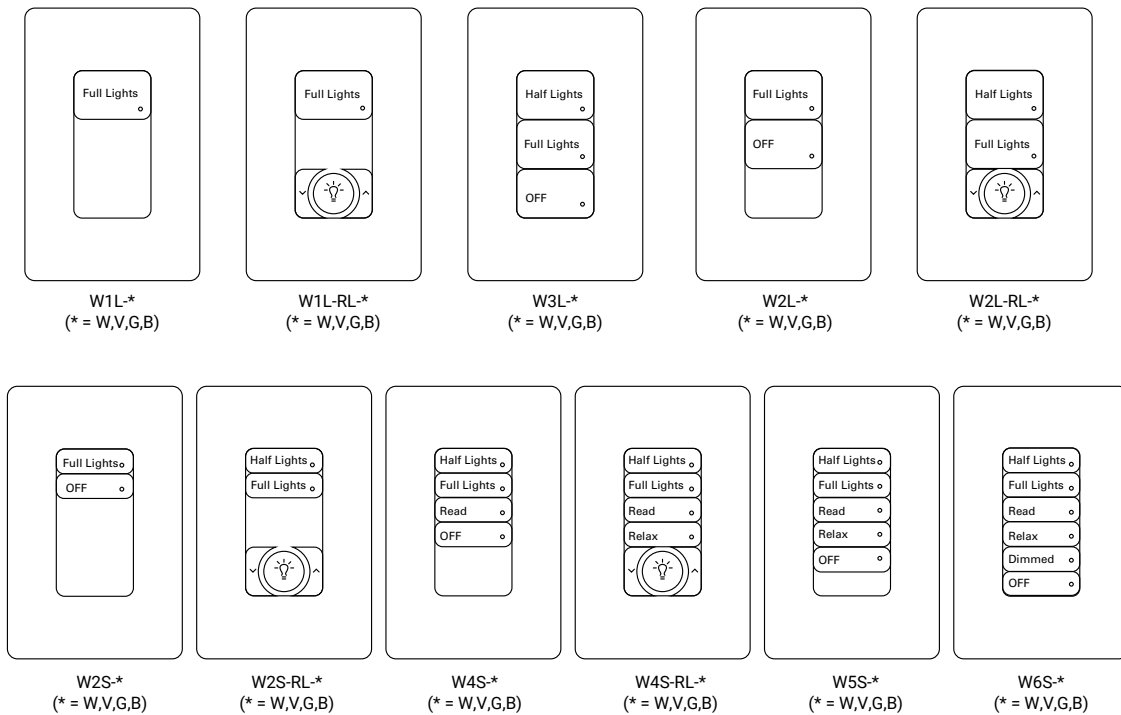 Full Lights
W1L-*
(* = W,V,G,B)
Full Lights
W1L-RL-*
(* = W,V,G,B)
Half Lights
Full Lights
OFF
W3L-*
(* = W,V,G,B)
Full Lights
OFF
W2L-*
(* = W,V,G,B)
Half Lights
Full Lights
W2L-RL-*
(* = W,V,G,B)
Full Lights
OFF
W2S-*
(* = W,V,G,B)
Half Lights
Full Lights
W2S-RL-*
(* = W,V,G,B)
Half Lights
Full Lights
Read
OFF
W4S-*
(* = W,V,G,B)
Half Lights
Full Lights
Read
Relax
W4S-RL-*
(* = W,V,G,B)
Half Lights
Full Lights
Read
Relax
OFF
W5S-*
(* = W,V,G,B)
Half Lights
Full Lights
Read
Relax
Dimmed
OFF
W6S-*
(* = W,V,G,B)